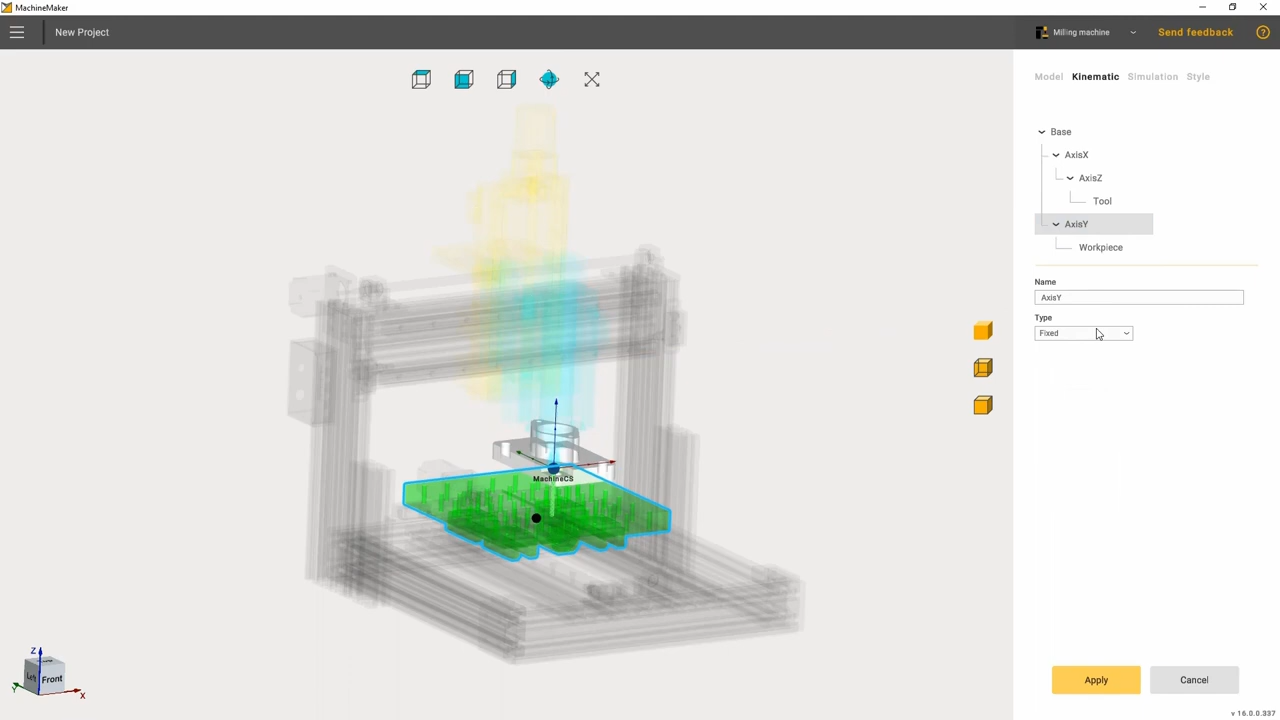 MachineMaker
New Project
Milling machine
Send feedback
?
Model Kinematic Simulation Style
Base
AxisX
AxisZ
Tool
AxisY
Workpiece
Name
AxisY
Type
Fixed
MachineCS
Z
Left Front
Y
X
Apply Cancel
v 16.0.0.337